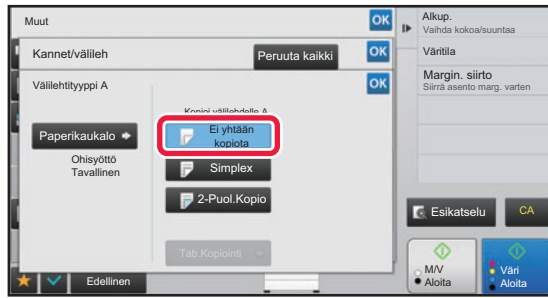 Muut
OK
Kannet/välileh
Peruuta kaikki
OK
Välilehtityyppi A
OK
Kopioi välilehdelle A
Paperikaukalo
Ohisyöttö
Tavallinen
Ei yhtään
kopiota
Simplex
2-Puol.Kopio
Tab.Kopiointi
Edellinen
Alkup.
Vaihda kokoa/suuntaa
Väritila
Margin. siirto
Siirrä asento marg. varten
Esikatselu
CA
M/V
Aloita
Väri
Aloita